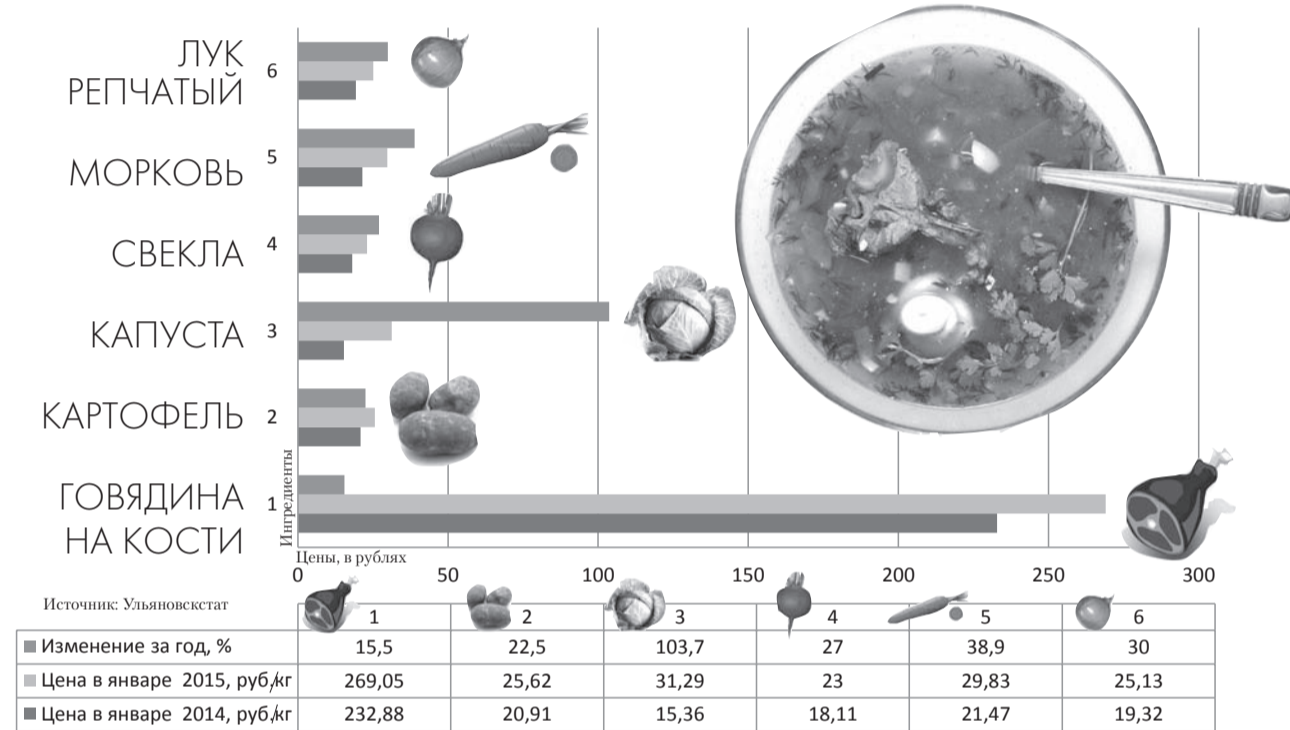 ЛУК
РЕПЧАТЫЙ
6
МОРКОВЬ
5
СВЕКЛА
4
КАПУСТА
3
КАРТОФЕЛЬ
2
ГОВЯДИНА
НА КОСТИ
1
Ингредиенты
Цены, в рублях
0 50 100 150 200 250 300
Источник: Ульяновскстат
1 2 3 4 5 6
Изменение за год, % 15,5 22,5 103,7 27 38,9 30
Цена в январе 2015, руб/кг 269,05 25,62 31,29 23 29,83 25,13
Цена в январе 2014, руб./кг 232,88 20,91 15,36 18,11 21,47 19,32